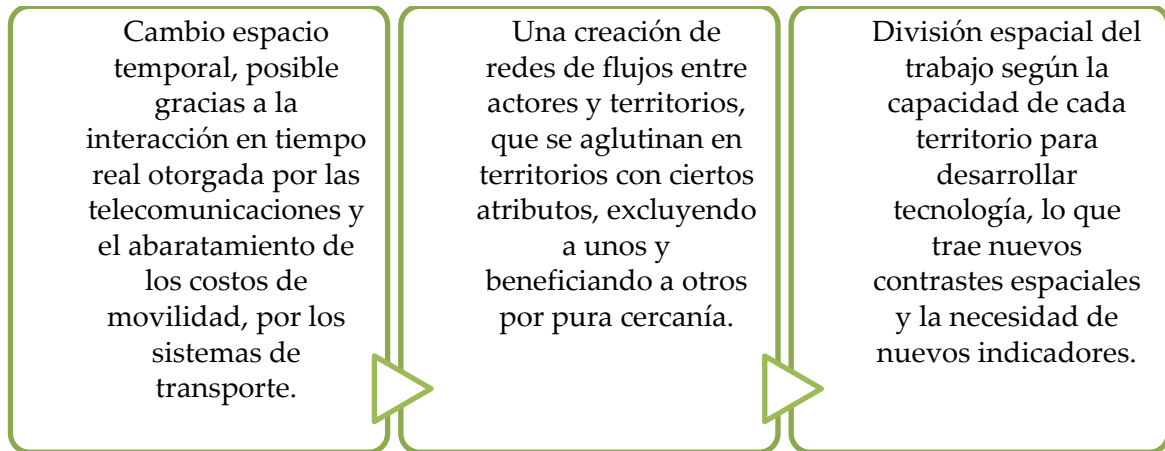 Cambio espacio
temporal, posible
gracias a la
interacción en tiempo
real otorgada por las
telecomunicaciones y
el abaratamiento de
los costos de
movilidad, por los
sistemas de
transporte.
Una creación de
redes de flujos entre
actores y territorios,
que se aglutinan en
territorios con ciertos
atributos, excluyendo
a unos y
beneficiando a otros
por pura cercanía.
División espacial del
trabajo según la
capacidad de cada
territorio para
desarrollar
tecnología, lo que
trae nuevos
contrastes espaciales
y la necesidad de
nuevos indicadores.